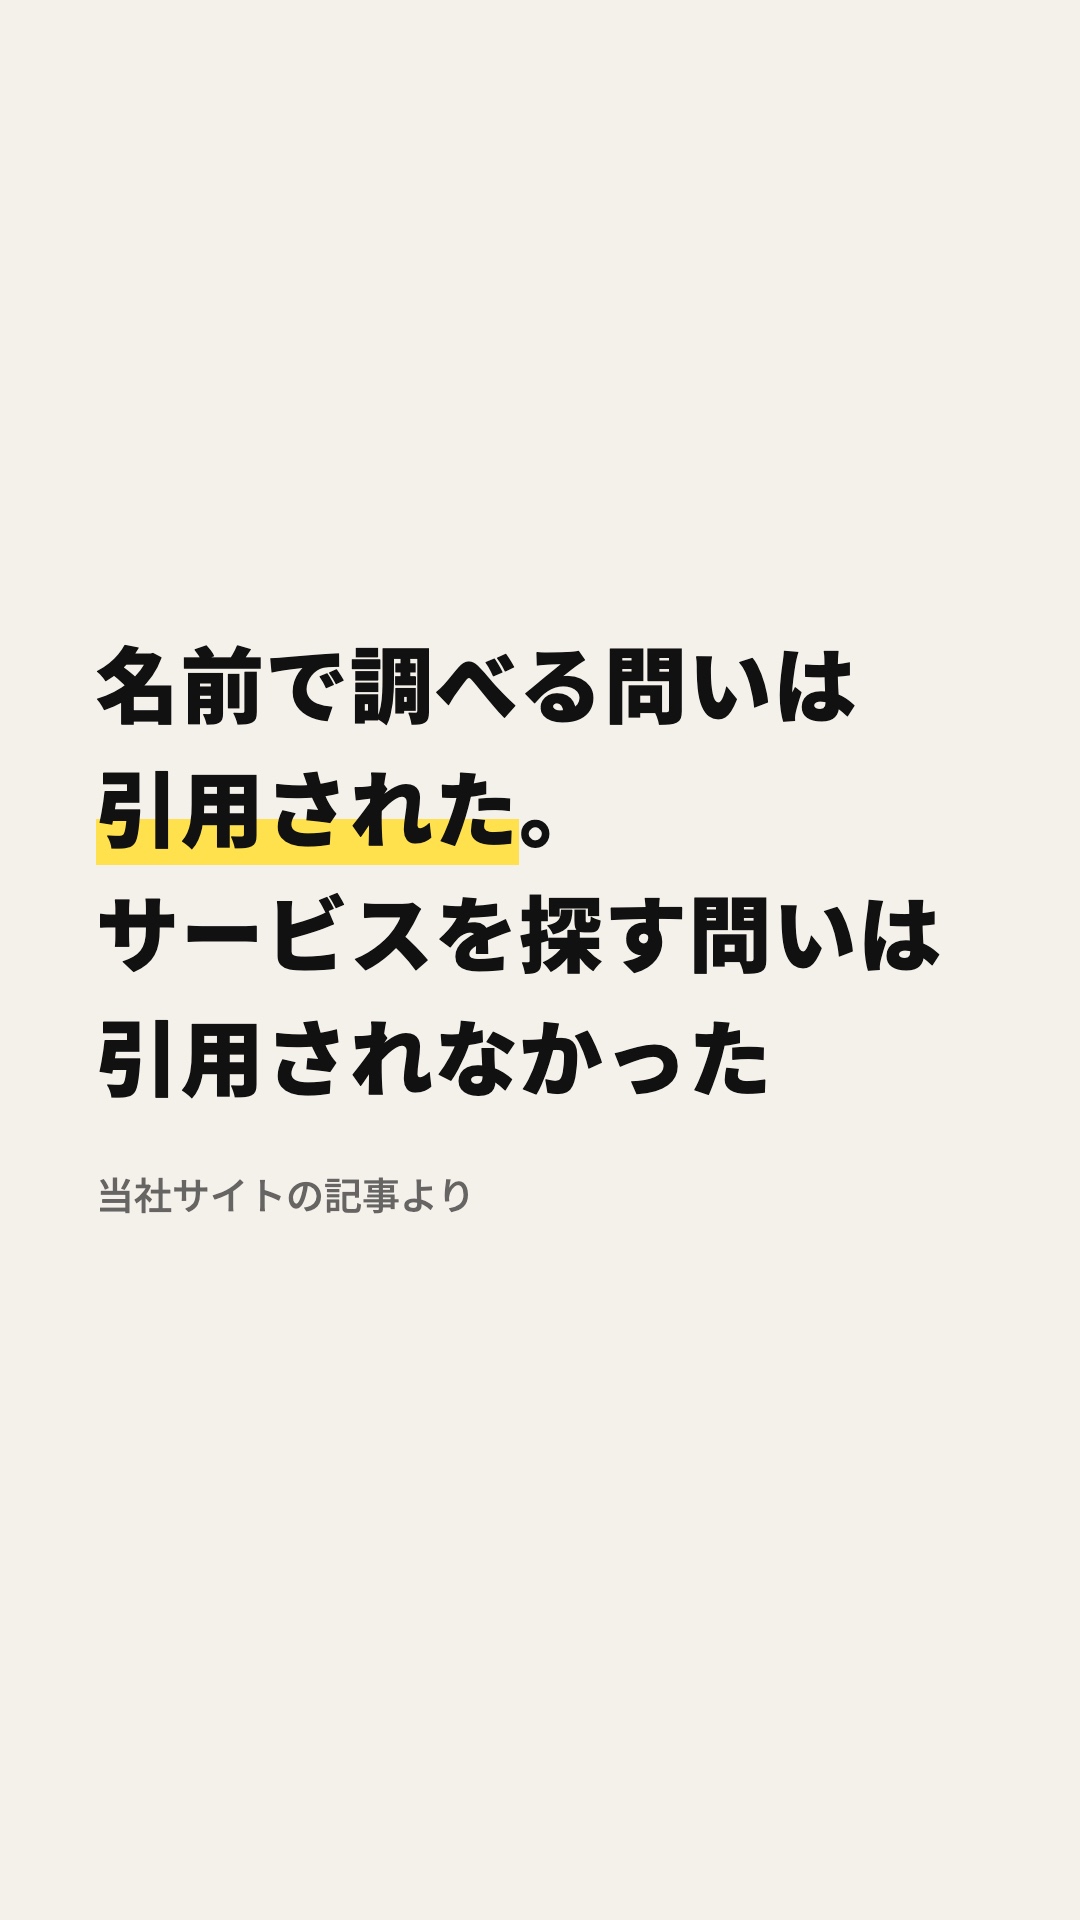 名前で調べる問いは
引用された。
サービスを探す問いは
引用されなかった
当社サイトの記事より